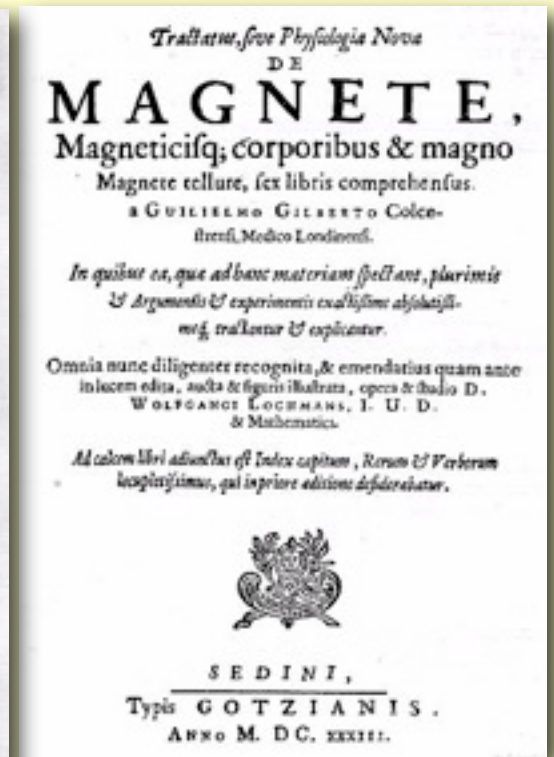 Tractatus, sive Physiologia Nova
DE
MAGNETE,
Magneticisq; corporibus & magno
Magnete tellure, sex libris comprehensus.
a GUILIELMO GILBERTO Colce-
strensi, Medico Londinensi.
In quibus ea, quæ ad hanc materiam spectant, plurimis
& Argumentis & experimentis exactissime absolutissi-
meq; tractantur & explicantur.
Omnia nunc diligenter recognita, & emendatius quam ante
in lucem edita, aucta & figuris illustrata, opera & studio D.
WOLFGANGI LOCHMANS, I. U. D.
& Mathematici.
Ad calcem libri adiunctus est Index capitum, Rerum & Verborum
locupletissimus, qui in priore æditione desiderabatur.
SEDINI,
Typis GOTZIANIS.
ANNO M. DC. XXXIII.